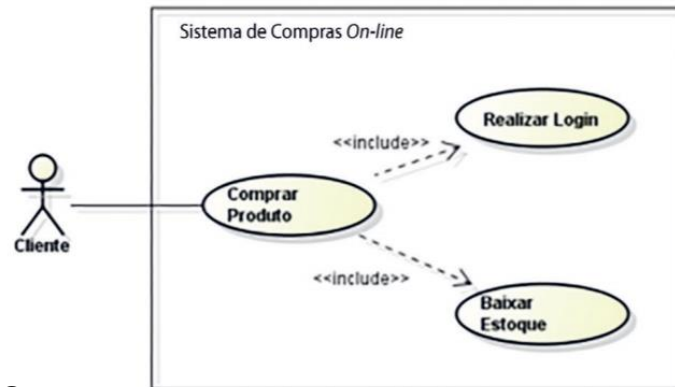 Sistema de Compras On-line
Realizar Login
<<include>>
Comprar
Produto
Cliente
<<include>>
Baixar
Estoque